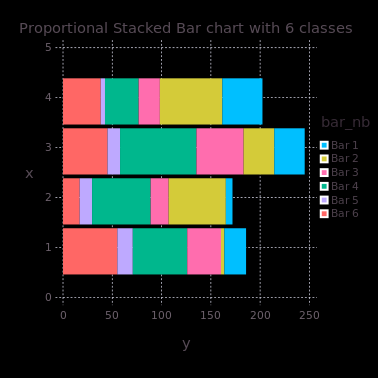 Proportional Stacked Bar chart with 6 classes
5
4
3
2
1
0
x
0 50 100 150 200 250
y
bar_nb
Bar 1
Bar 2
Bar 3
Bar 4
Bar 5
Bar 6